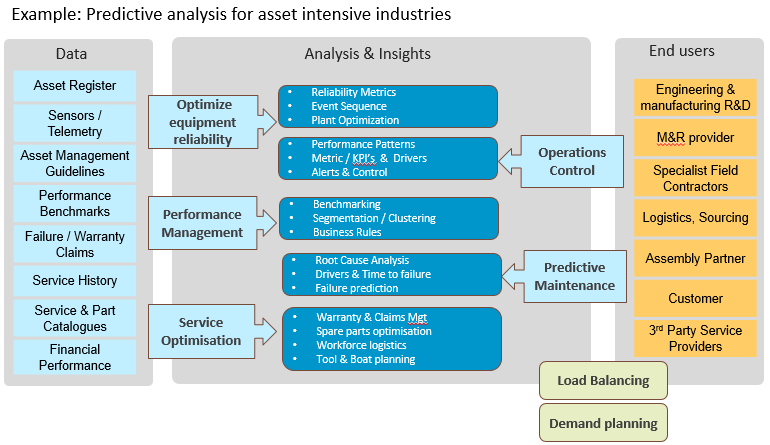 Example: Predictive analysis for asset intensive industries
Data
Asset Register
Sensors /
Telemetry
Asset Management
Guidelines
Performance
Benchmarks
Failure / Warranty
Claims
Service History
Service & Part
Catalogues
Financial
Performance
Analysis & Insights
Optimize
equipment
reliability
• Reliability Metrics
• Event Sequence
• Plant Optimization
• Performance Patterns
• Metric / KPI's & Drivers
• Alerts & Control
Operations
Control
Performance
Management
• Benchmarking
• Segmentation / Clustering
• Business Rules
• Root Cause Analysis
• Drivers & Time to failure
• Failure prediction
Predictive
Maintenance
Service
Optimisation
• Warranty & Claims Mgt
• Spare parts optimisation
• Workforce logistics
• Tool & Boat planning
End users
Engineering &
manufacturing R&D
M&R provider
Specialist Field
Contractors
Logistics, Sourcing
Assembly Partner
Customer
3rd Party Service
Providers
Load Balancing
Demand planning